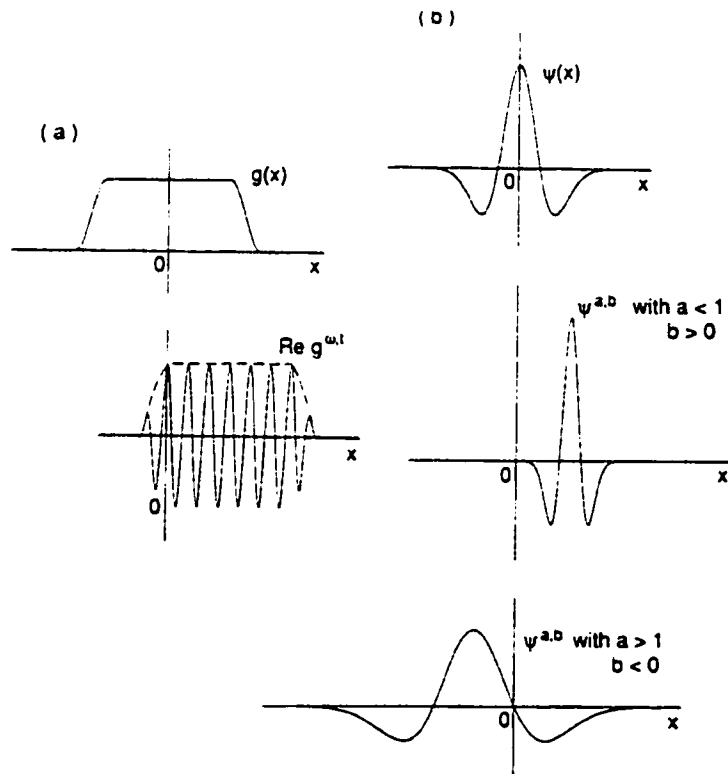 ( a )
g(x)
0
x
Re g^ω,t
x
0
( b )
ψ(x)
0
x
ψ^a,b with a < 1
b > 0
0
x
ψ^a,b with a > 1
b < 0
0
x